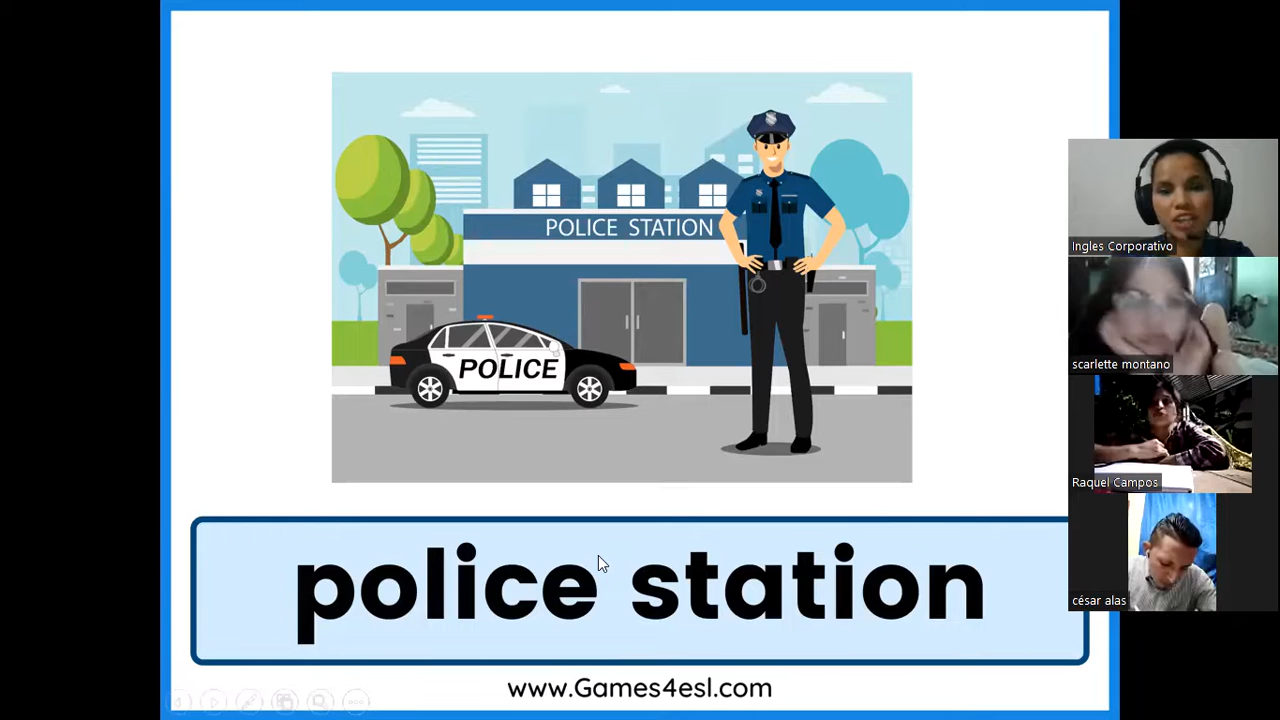 POLICE STATION
POLICE
police station
www.Games4esl.com
Ingles Corporativo
scarlette montano
Raquel Campos
césar alas